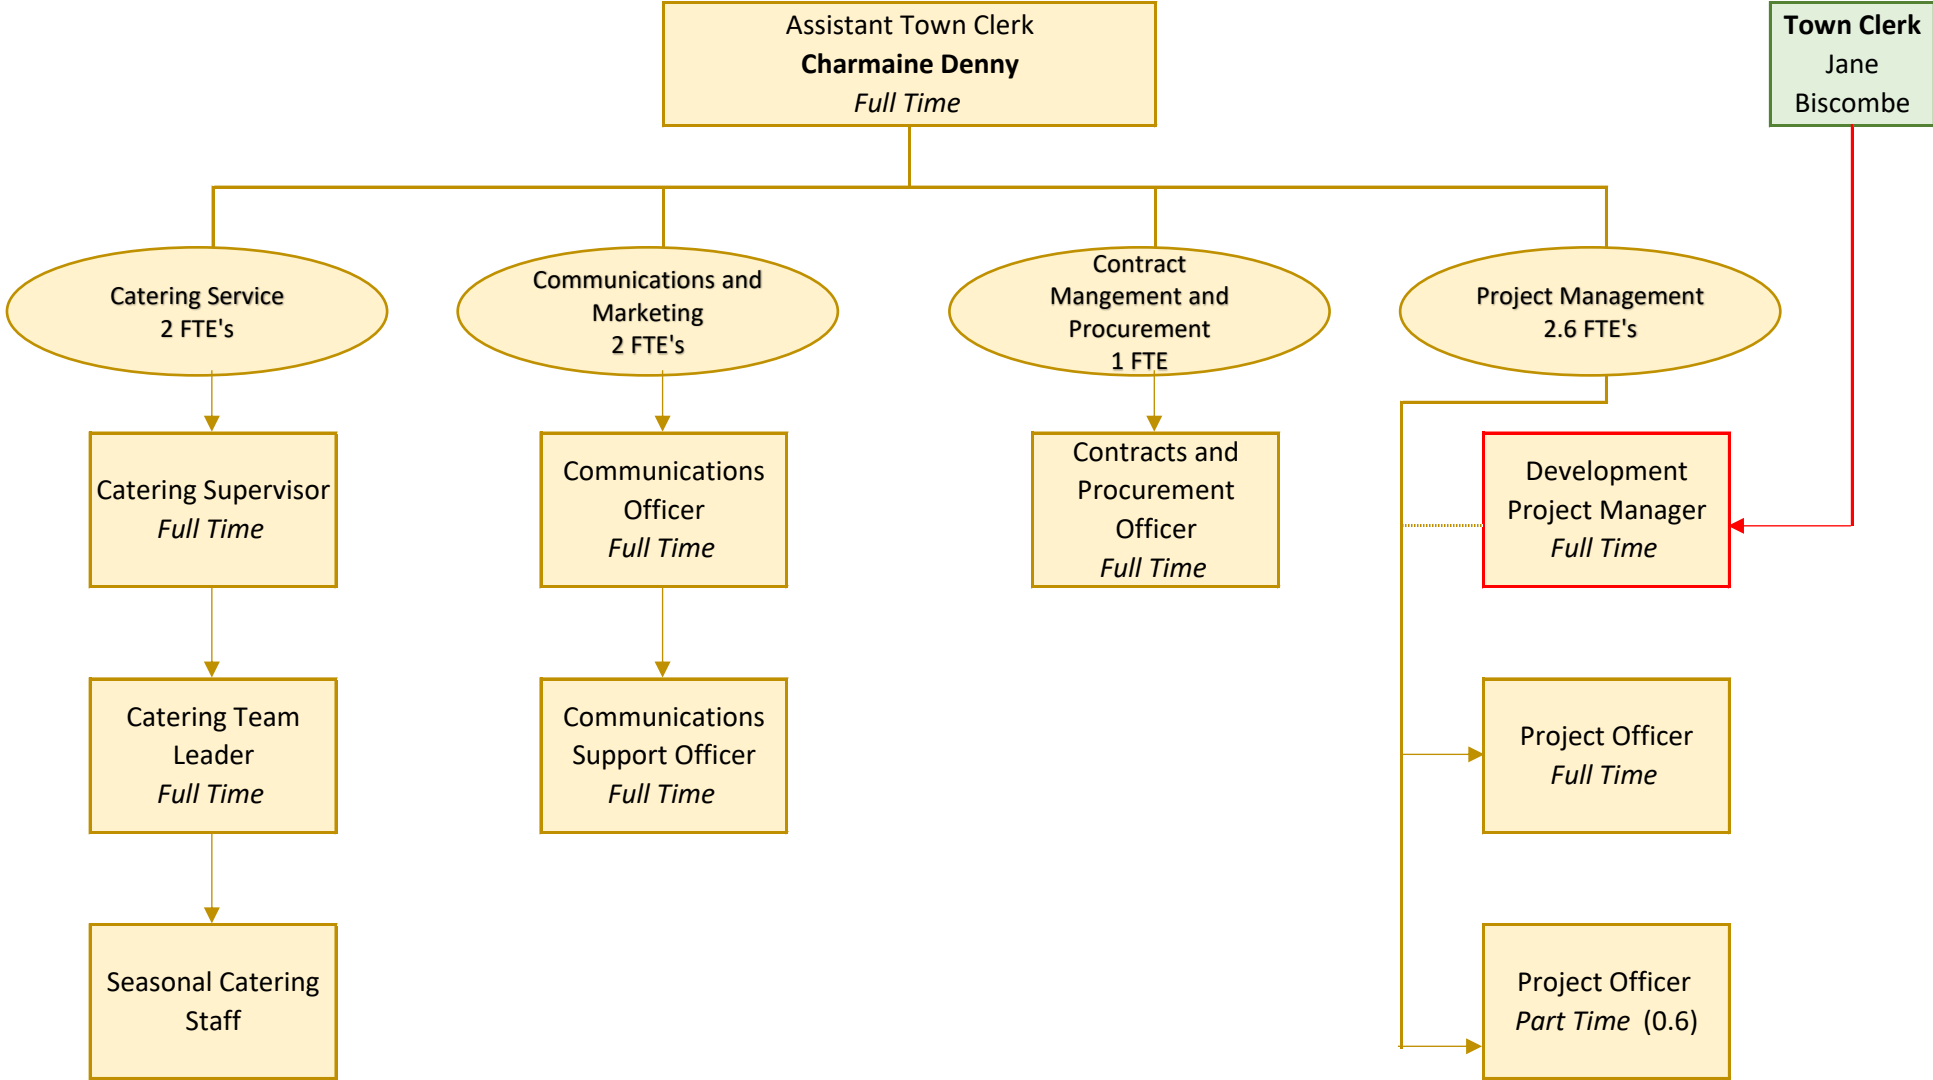 Assistant Town Clerk
Charmaine Denny
Full Time
Town Clerk
Jane
Biscombe
Catering Service
2 FTE's
Communications and
Marketing
2 FTE's
Contract
Mangement and
Procurement
1 FTE
Project Management
2.6 FTE's
Catering Supervisor
Full Time
Communications
Officer
Full Time
Contracts and
Procurement
Officer
Full Time
Development
Project Manager
Full Time
Catering Team
Leader
Full Time
Communications
Support Officer
Full Time
Project Officer
Full Time
Seasonal Catering
Staff
Project Officer
Part Time (0.6)